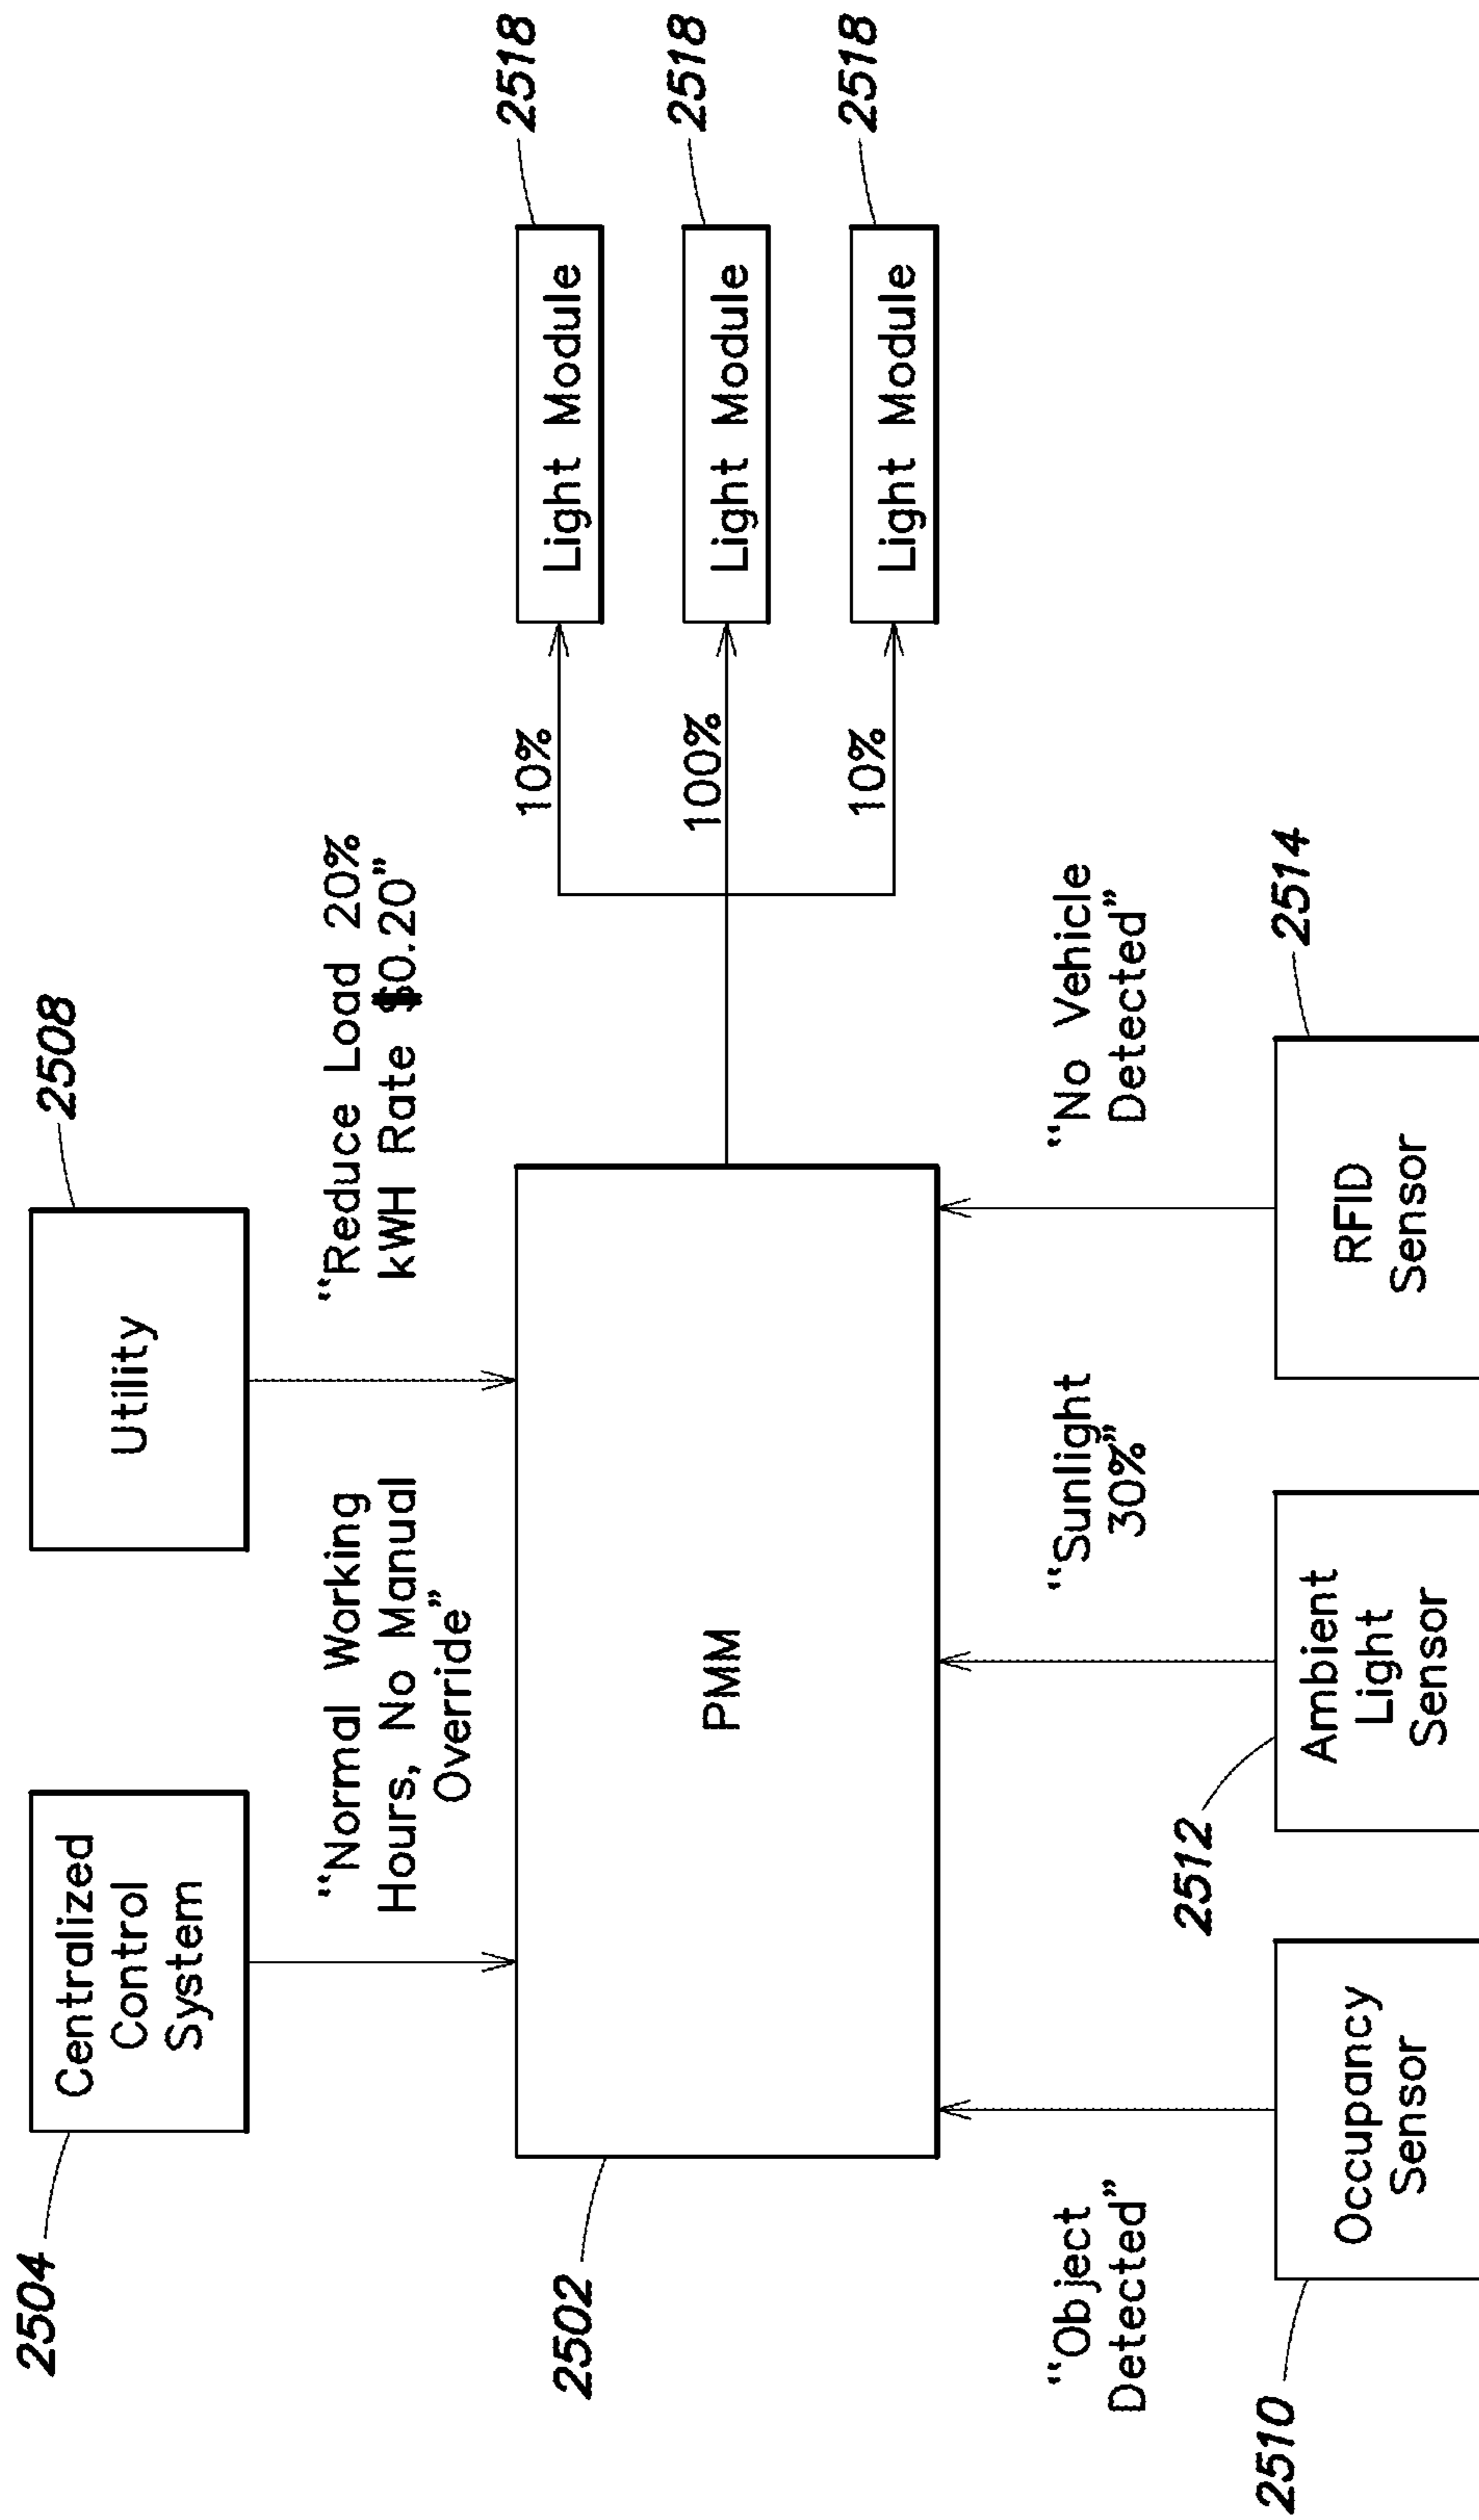 2504
Centralized
Control
System
Utility
2508
“Normal Working
Hours, No Manual
Override”
“Reduce Load 20%
kWH Rate $0.20”
2502
PMM
10%
Light Module
2518
100%
Light Module
2518
10%
Light Module
2518
“Object
Detected”
“Sunlight
30%”
“No Vehicle
Detected”
2510
Occupancy
Sensor
2512
Ambient
Light
Sensor
RFID
Sensor
2514